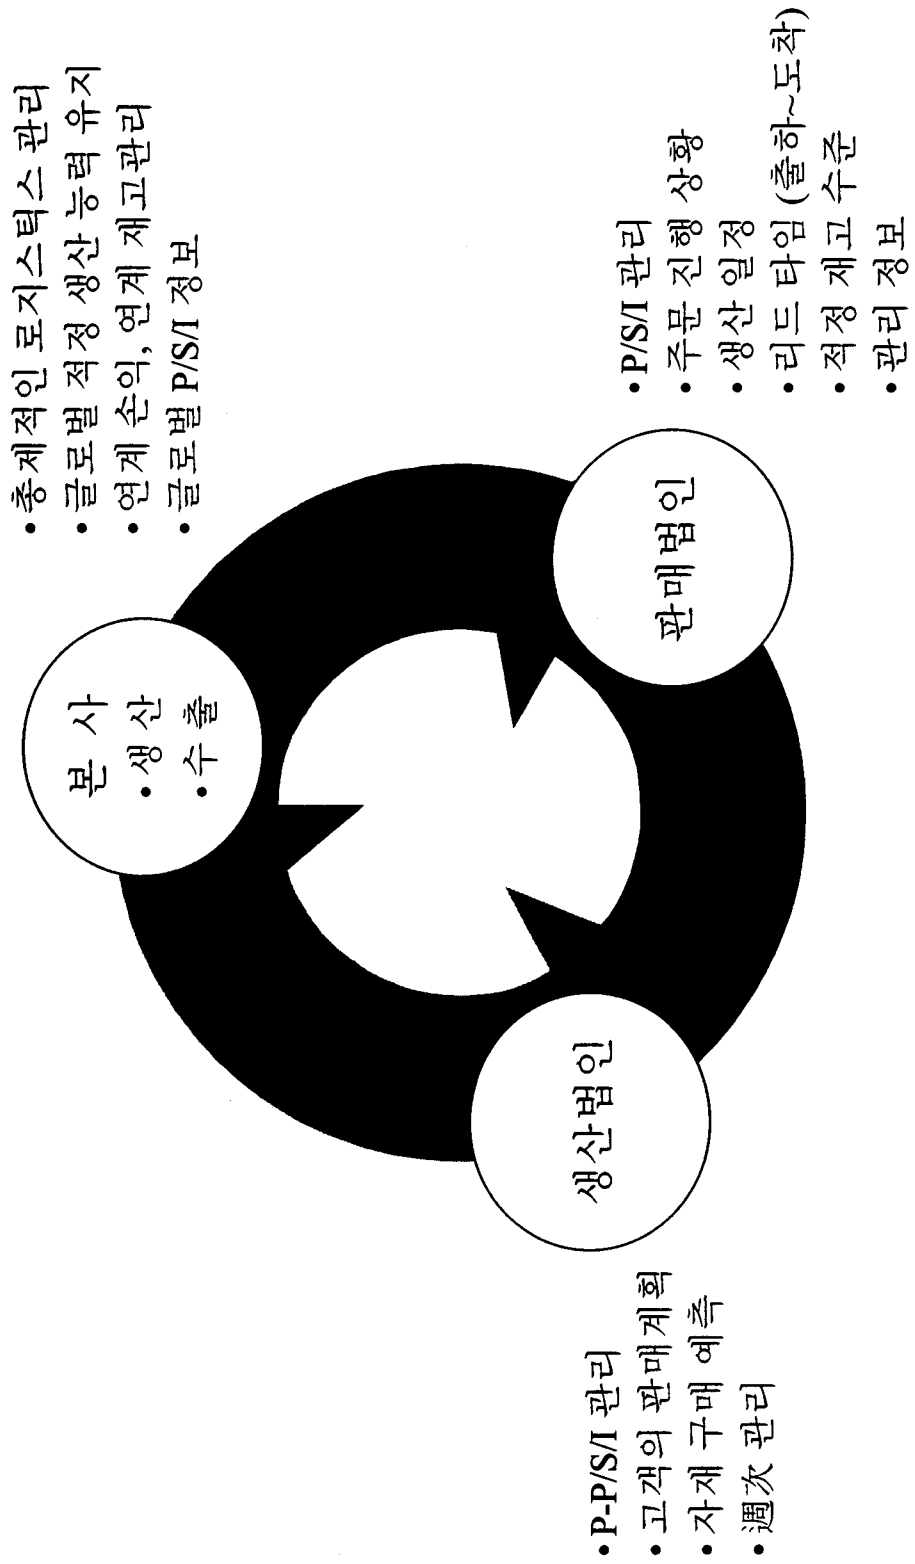 • 총체적인 로지스틱스 관리
• 글로벌 적정 생산 능력 유지
• 연계 손익, 연계 재고관리
• 글로벌 P/S/I 정보
본 사
• 생산
• 수출
판매법인
• P/S/I 관리
• 주문 진행 상황
• 생산 일정
• 리드 타임 (출하~도착)
• 적정 재고 수준
• 관리 정보
생산법인
• P-P/S/I 관리
• 고객의 판매계획
• 자재 구매 예측
• 週次 관리